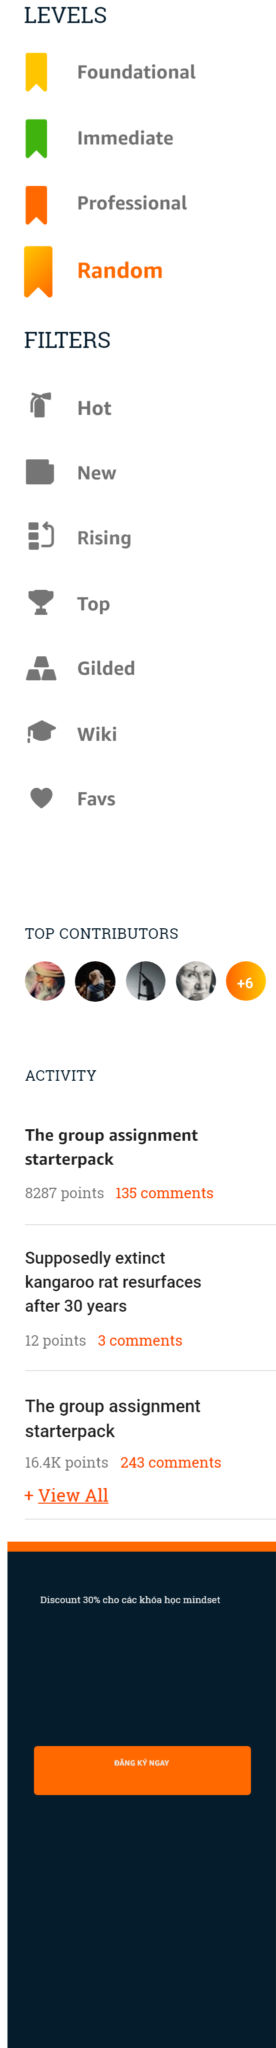 LEVELS
Foundational
Immediate
Professional
Random
FILTERS
Hot
New
Rising
Top
Gilded
Wiki
Favs
TOP CONTRIBUTORS
+6
ACTIVITY
The group assignment
starterpack
8287 points 135 comments
Supposedly extinct
kangaroo rat resurfaces
after 30 years
12 points 3 comments
The group assignment
starterpack
16.4K points 243 comments
+ View All
Discount 30% cho các khóa học mindset
ĐĂNG KÝ NGAY